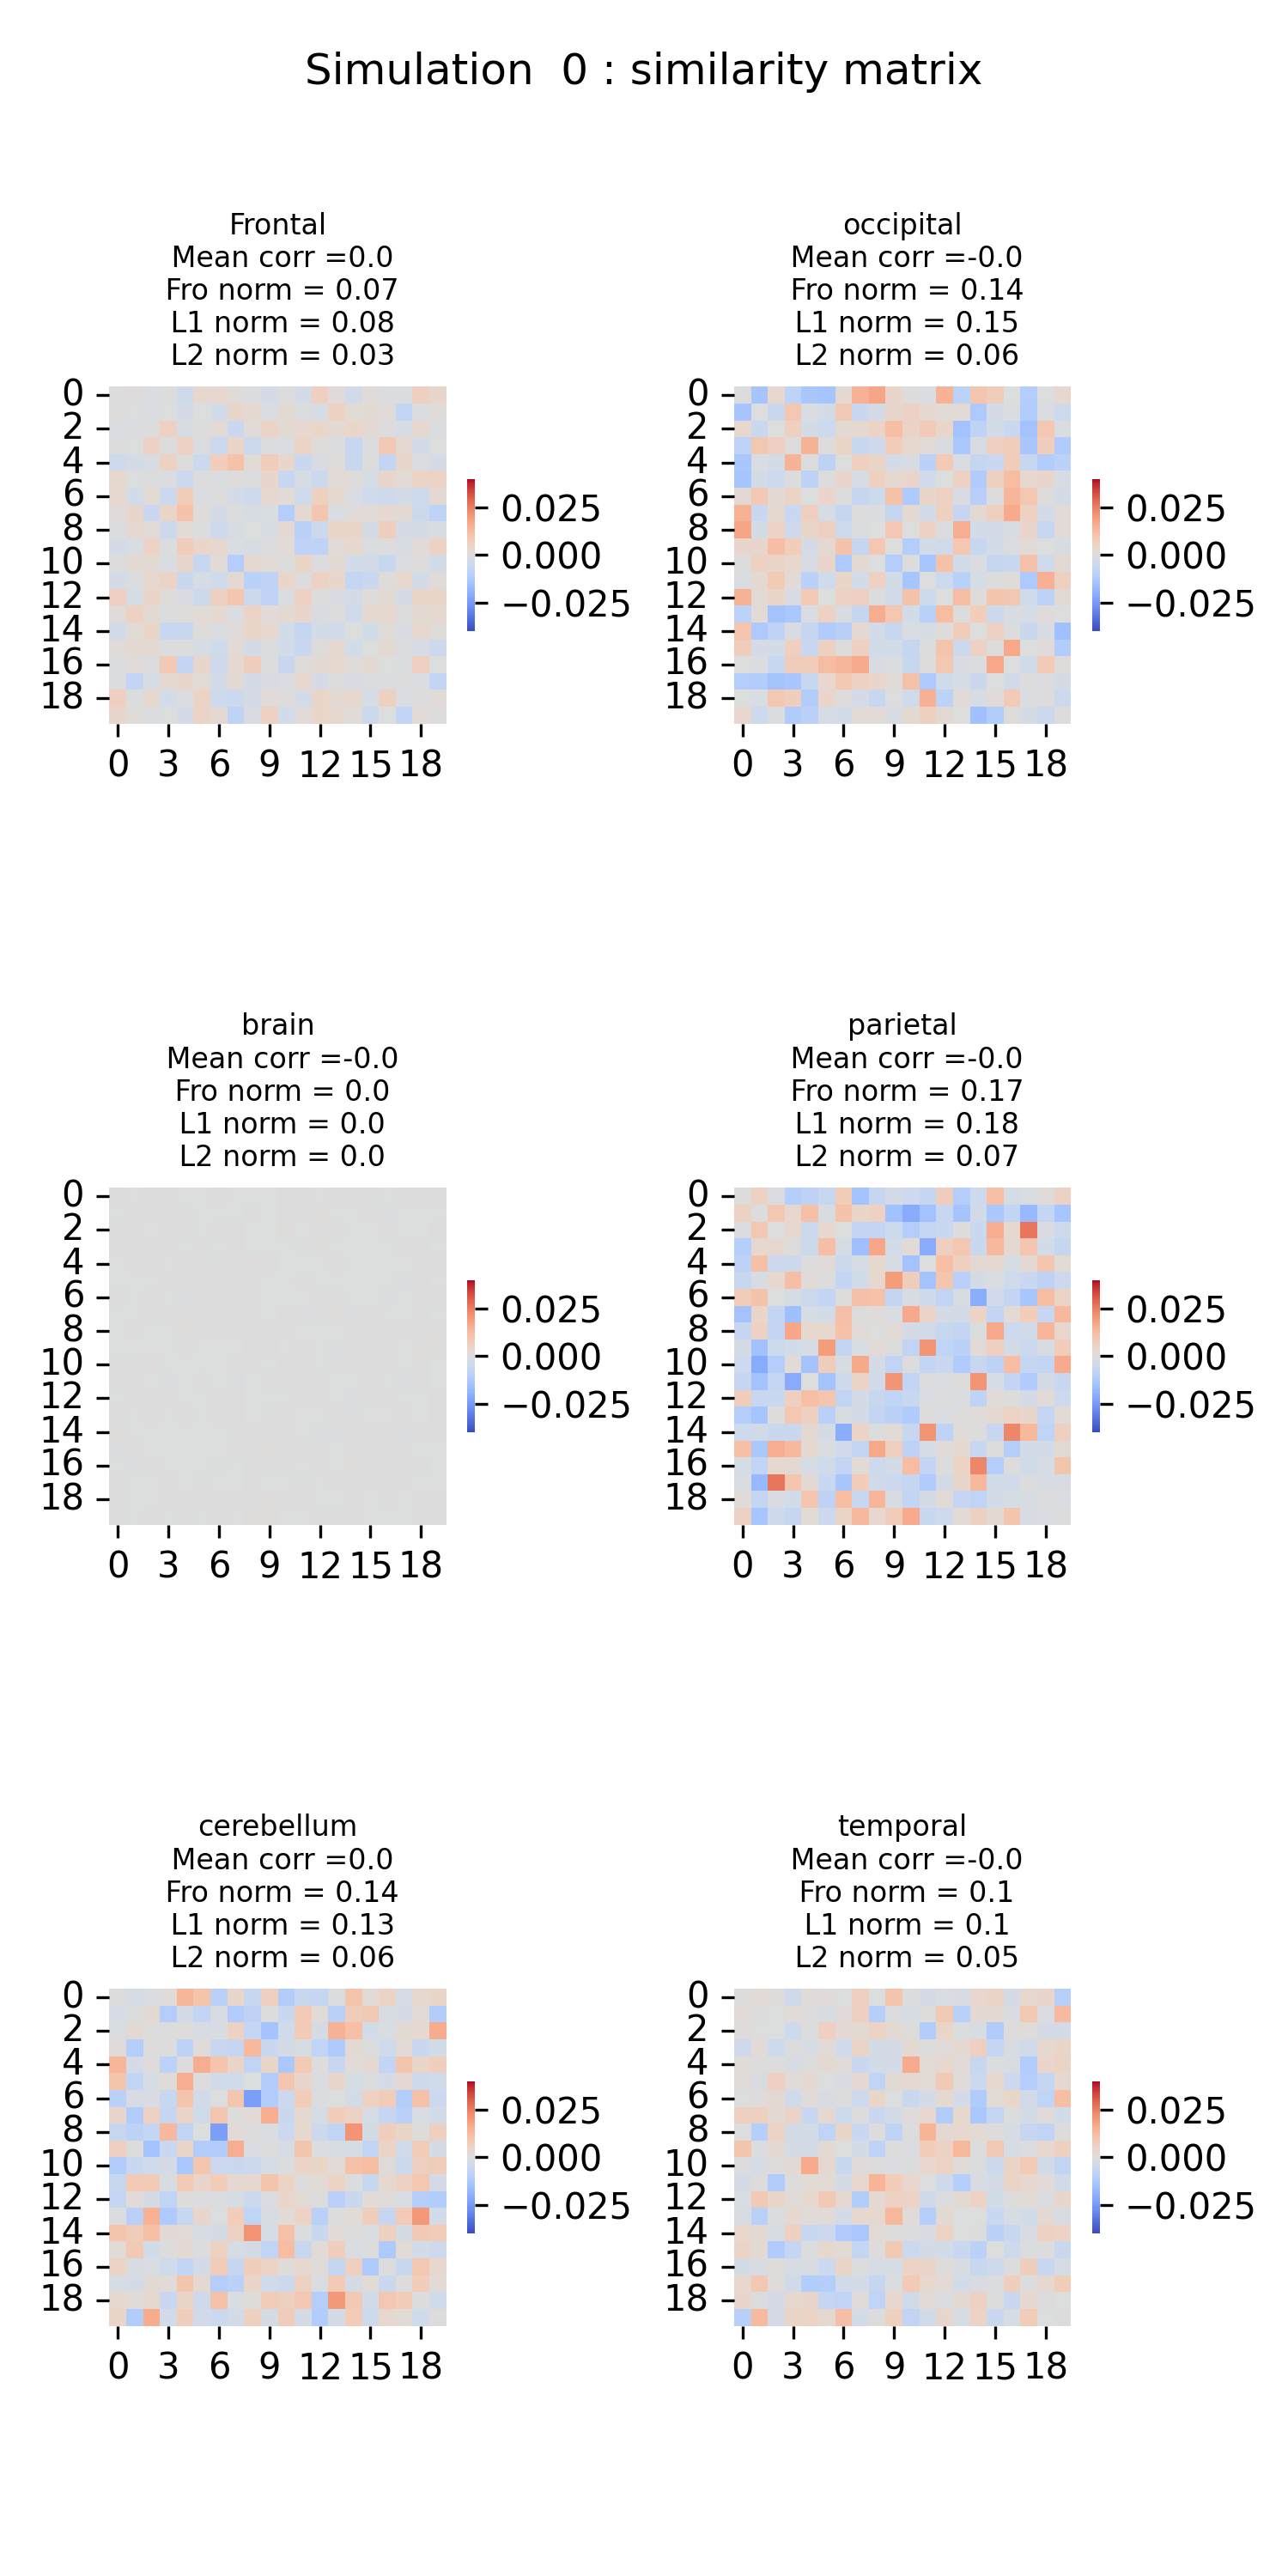 Simulation  0 : similarity matrix
Frontal
Mean corr =0.0
Fro norm = 0.07
L1 norm = 0.08
L2 norm = 0.03
0
2
4
6
8
10
12
14
16
18
0 3 6 9 12 15 18
0.025
0.000
−0.025
occipital
Mean corr =-0.0
Fro norm = 0.14
L1 norm = 0.15
L2 norm = 0.06
0
2
4
6
8
10
12
14
16
18
0 3 6 9 12 15 18
0.025
0.000
−0.025
brain
Mean corr =-0.0
Fro norm = 0.0
L1 norm = 0.0
L2 norm = 0.0
0
2
4
6
8
10
12
14
16
18
0 3 6 9 12 15 18
0.025
0.000
−0.025
parietal
Mean corr =-0.0
Fro norm = 0.17
L1 norm = 0.18
L2 norm = 0.07
0
2
4
6
8
10
12
14
16
18
0 3 6 9 12 15 18
0.025
0.000
−0.025
cerebellum
Mean corr =0.0
Fro norm = 0.14
L1 norm = 0.13
L2 norm = 0.06
0
2
4
6
8
10
12
14
16
18
0 3 6 9 12 15 18
0.025
0.000
−0.025
temporal
Mean corr =-0.0
Fro norm = 0.1
L1 norm = 0.1
L2 norm = 0.05
0
2
4
6
8
10
12
14
16
18
0 3 6 9 12 15 18
0.025
0.000
−0.025